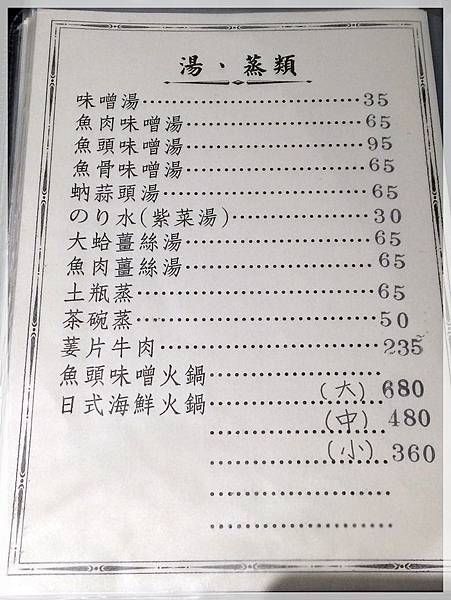 湯、蒸類
味噌湯 35
魚肉味噌湯 65
魚頭味噌湯 95
魚骨味噌湯 65
蚋蒜頭湯 65
のり水(紫菜湯) 30
大蛤薑絲湯 65
魚肉薑絲湯 65
土瓶蒸 65
茶碗蒸 50
萋片牛肉 235
魚頭味噌火鍋
日式海鮮火鍋 (大) 680
(中) 480
(小) 360